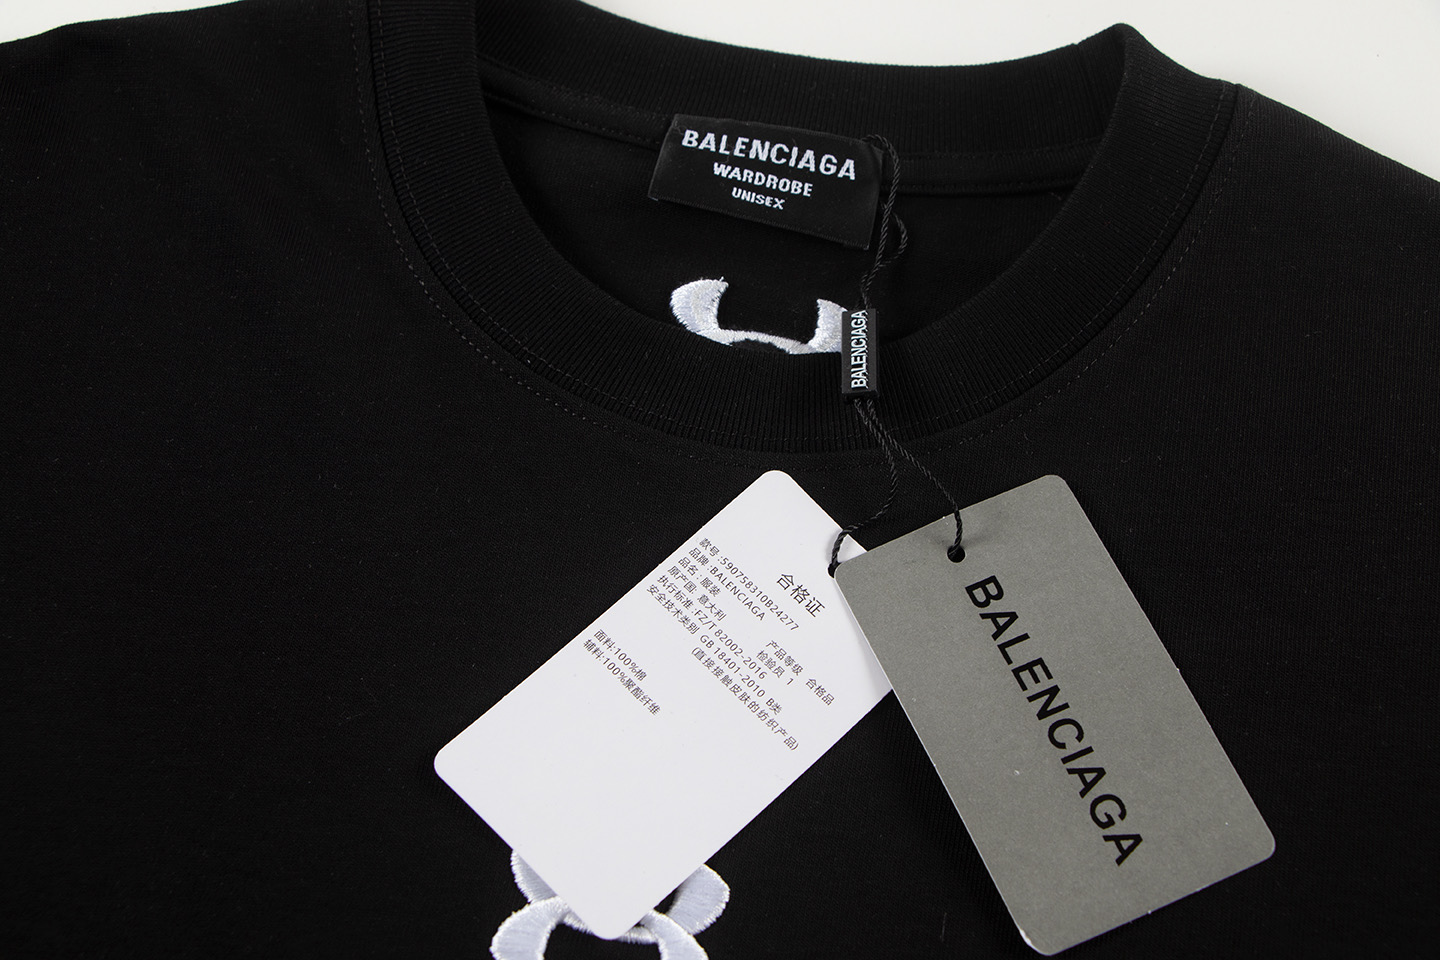 BALENCIAGA
WARDROBE
UNISEX
BALENCIAGA
合格证
款号:590758310B24277
品牌:BALENCIAGA
品名:服装
产品等级 合格品
原产国:意大利
检验员 1
执行标准:FZ/T 82002-2016
安全技术类别 GB 18401-2010 B类
(直接接触皮肤的纺织产品)
面料:100%棉
辅料:100%聚酯纤维
BALENCIAGA